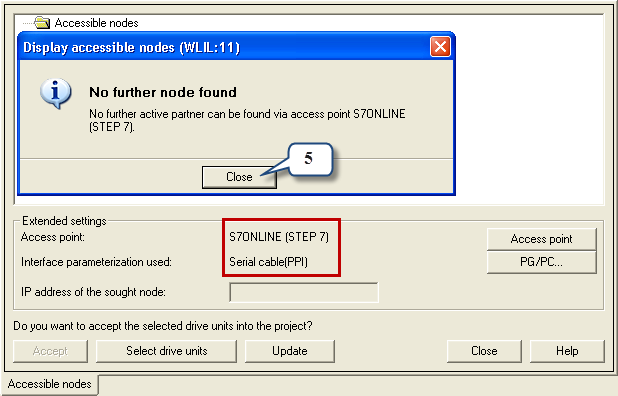 Accessible nodes
Display accessible nodes (WLIL:11)
No further node found
No further active partner can be found via access point S7ONLINE
(STEP 7).
5
Close
Extended settings
Access point:
S7ONLINE (STEP 7)
Access point
Interface parameterization used:
Serial cable(PPI)
PG/PC...
IP address of the sought node:
Do you want to accept the selected drive units into the project?
Accept
Select drive units
Update
Close
Help
Accessible nodes